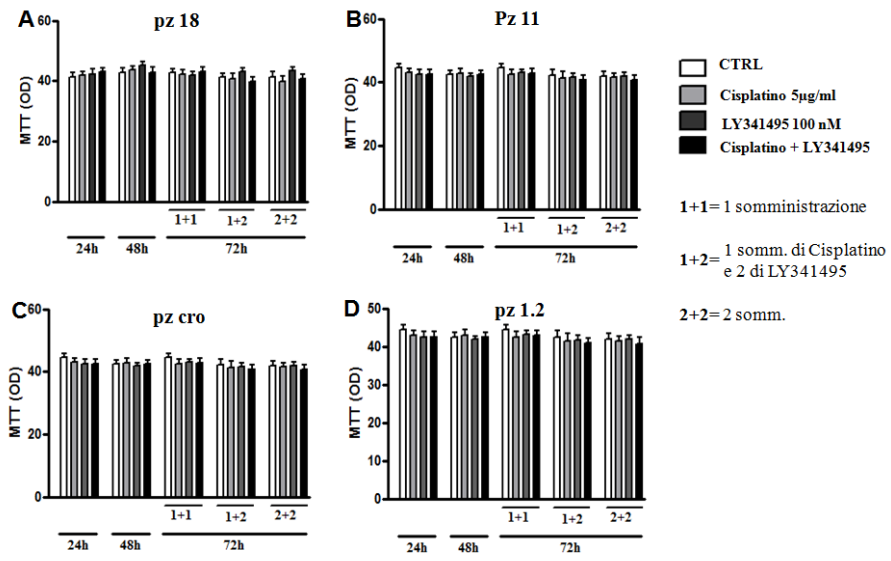 A
pz 18
MTT (OD)
60
40
20
0
1+1
1+2
2+2
24h
48h
72h
B
Pz 11
MTT (OD)
60
40
20
0
1+1
1+2
2+2
24h
48h
72h
CTRL
Cisplatino 5µg/ml
LY341495 100 nM
Cisplatino + LY341495
1+1= 1 somministrazione
1+2= 1 somm. di Cisplatino
e 2 di LY341495
2+2= 2 somm.
C
pz cro
MTT (OD)
60
40
20
0
1+1
1+2
2+2
24h
48h
72h
D
pz 1.2
MTT (OD)
50
40
30
20
10
0
1+1
1+2
2+2
24h
48h
72h